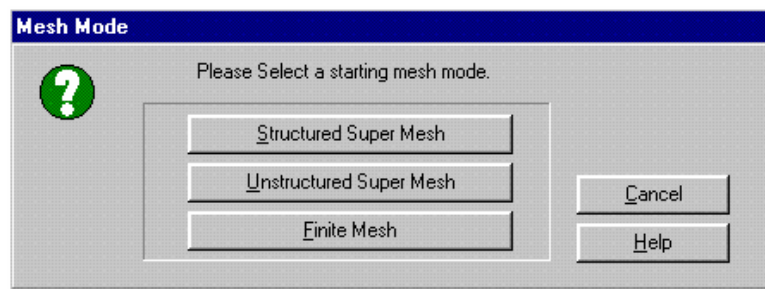 Mesh Mode
?
Please Select a starting mesh mode.
Structured Super Mesh
Unstructured Super Mesh
Finite Mesh
Cancel
Help